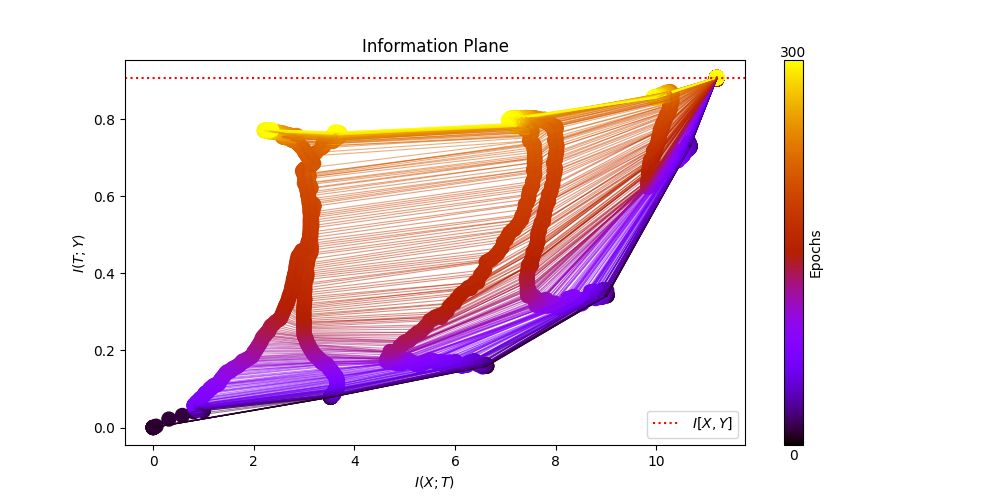 Information Plane
300
0.8
0.6
0.4
0.2
0.0
I(T; Y)
Epochs
I[X, Y]
0
0 2 4 6 8 10
I(X; T)